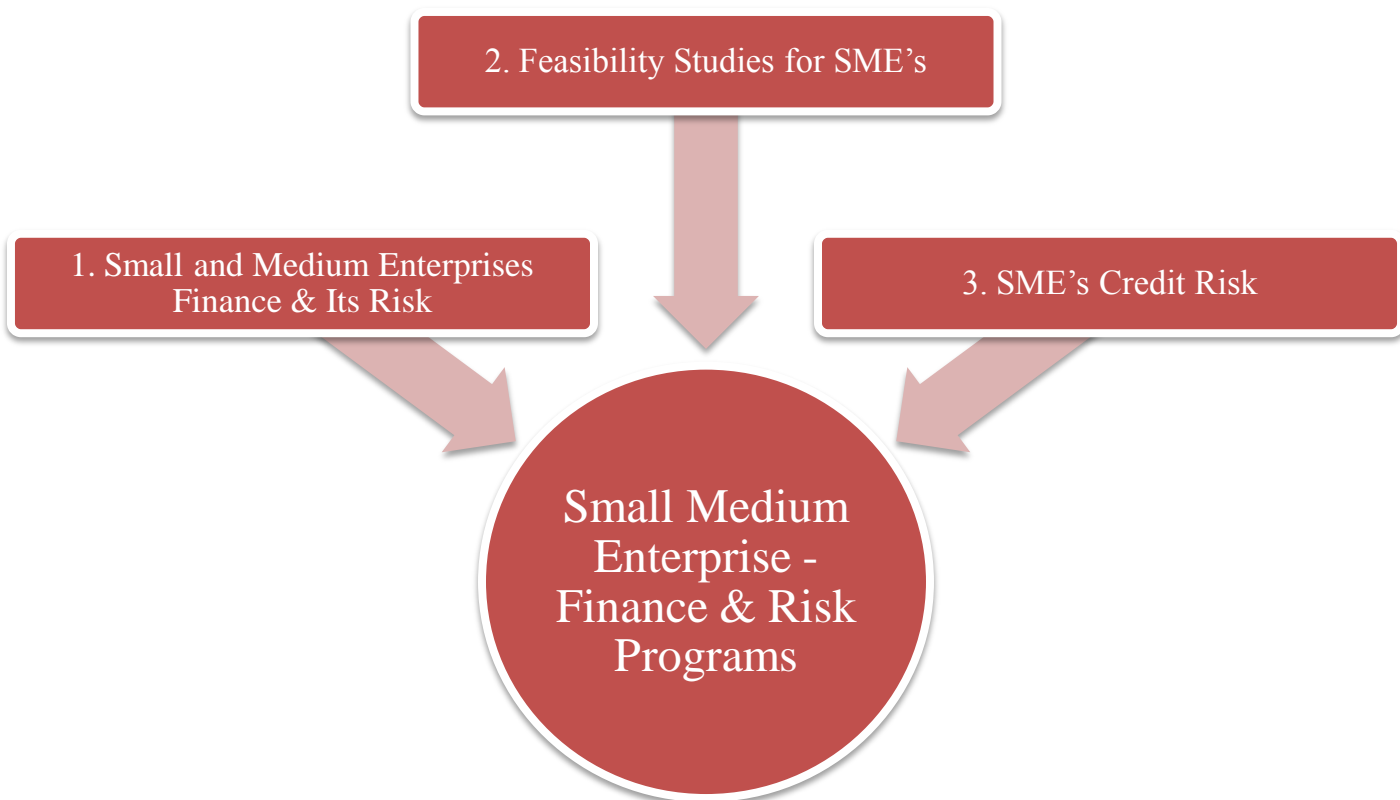 2. Feasibility Studies for SME’s
1. Small and Medium Enterprises
Finance & Its Risk
3. SME’s Credit Risk
Small Medium
Enterprise -
Finance & Risk
Programs